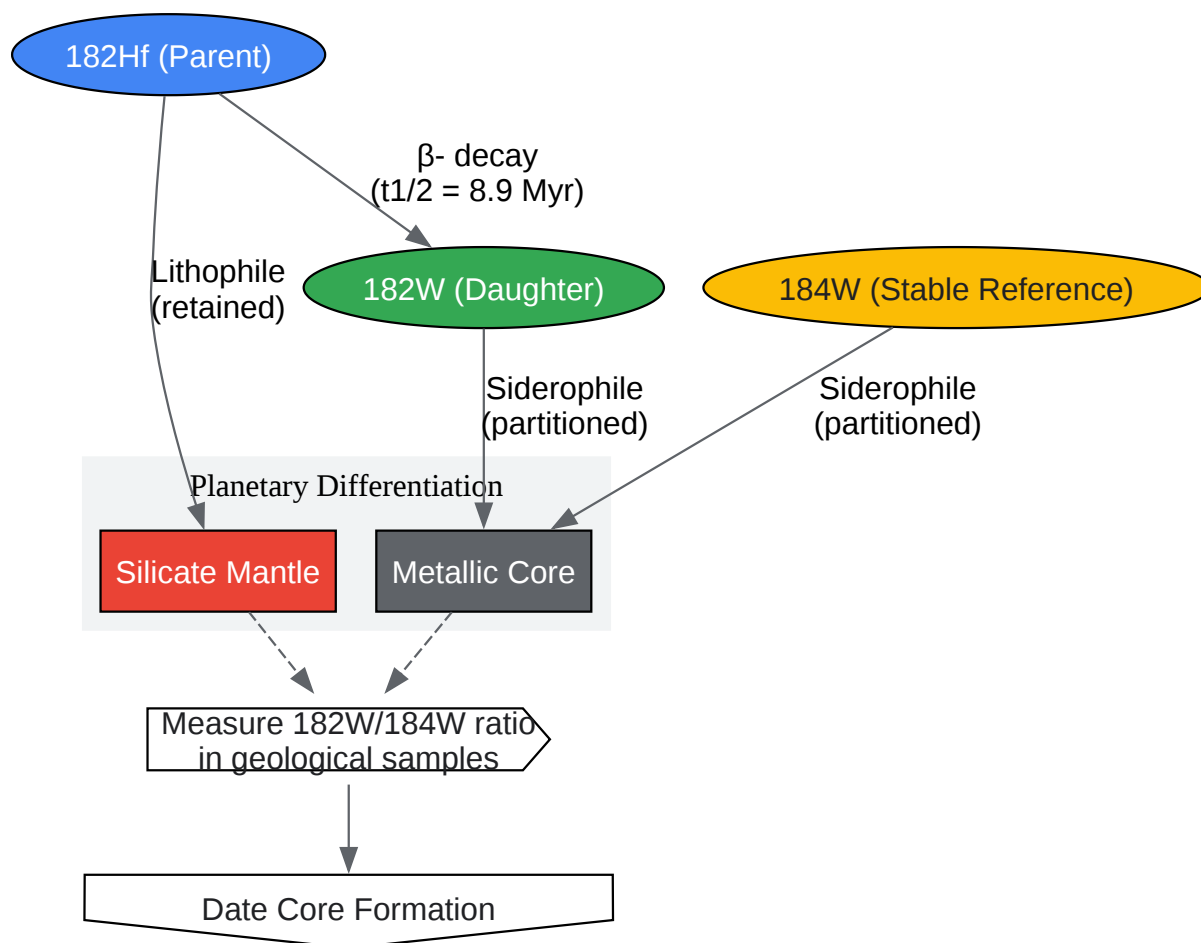 182Hf (Parent)
β- decay
(t1/2 = 8.9 Myr)
Lithophile
(retained)
182W (Daughter)
184W (Stable Reference)
Siderophile
(partitioned)
Siderophile
(partitioned)
Planetary Differentiation
Silicate Mantle
Metallic Core
Measure 182W/184W ratio
in geological samples
Date Core Formation